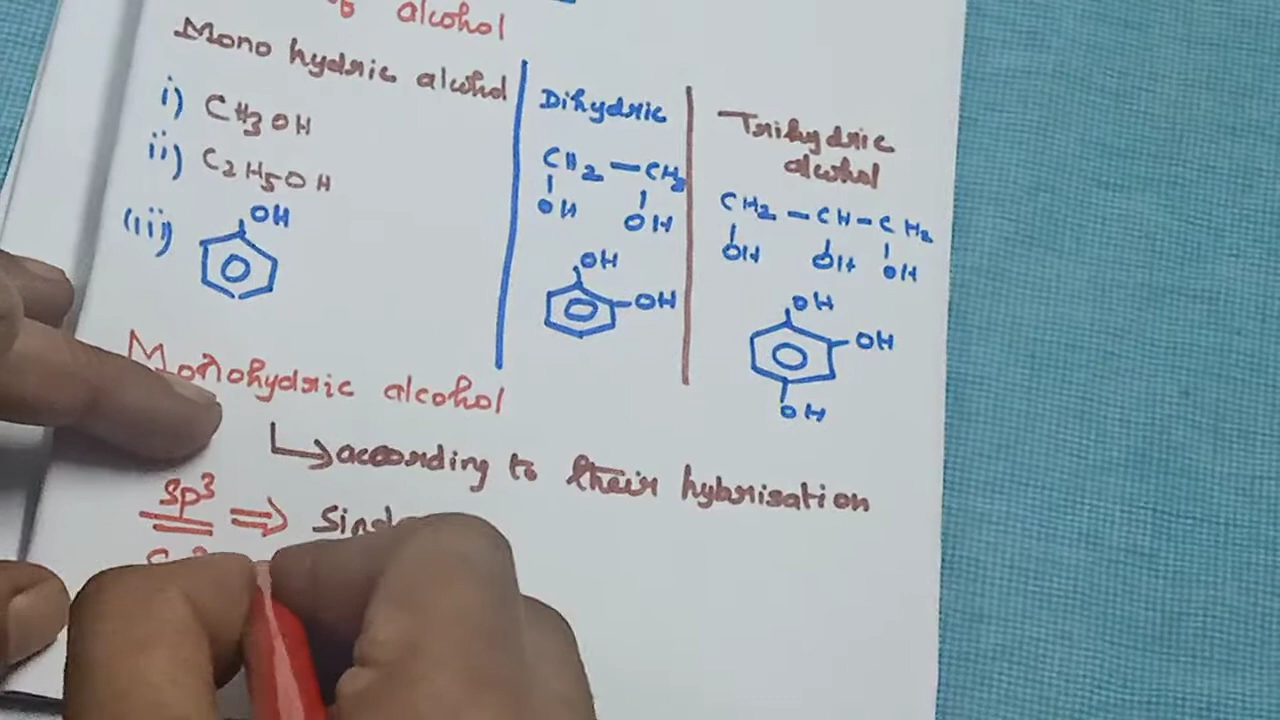 alcohol
Mono hydric alcohol
i) CH3OH
ii) C2H5OH
(iii)
OH
Dihydric
CH2 — CH2
OH OH
OH
OH
Trihydric
alcohol
CH2 — CH — CH2
OH OH OH
OH
OH
OH
Monohydric alcohol
↳ according to their hybrisation
Sp3 ⇒